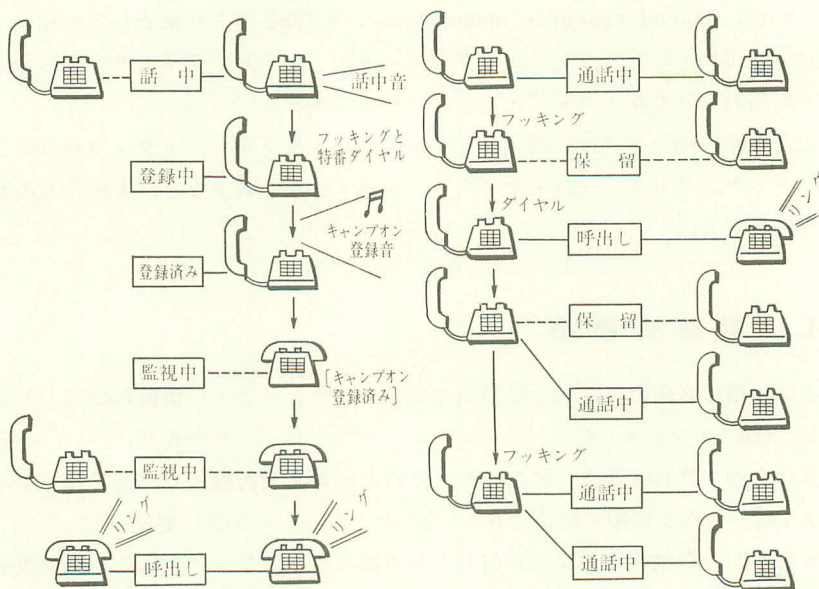 話中
話中音
フッキングと
特番ダイヤル
登録中
キャンプオン
登録音
登録済み
監視中
[キャンプオン
登録済み]
監視中
リング
リング
呼出し
通話中
フッキング
保留
ダイヤル
リング
呼出し
保留
通話中
フッキング
通話中
通話中